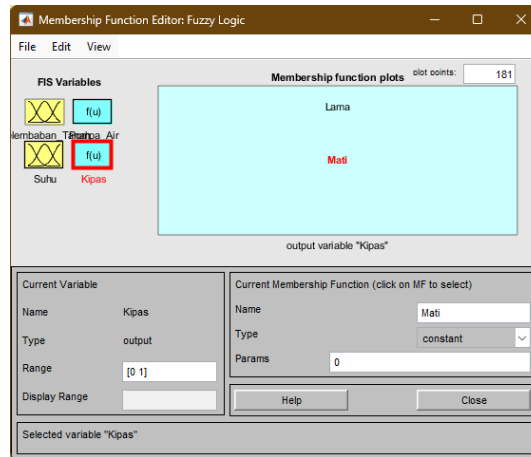 Membership Function Editor: Fuzzy Logic
File Edit View
FIS Variables
Membership function plots
plot points: 181
f(u)
f(u)
Suhu
Kipas
Lama
Mati
output variable "Kipas"
Current Variable
Name Kipas
Type output
Range [0 1]
Display Range
Current Membership Function (click on MF to select)
Name Mati
Type constant
Params 0
Help
Close
Selected variable "Kipas"